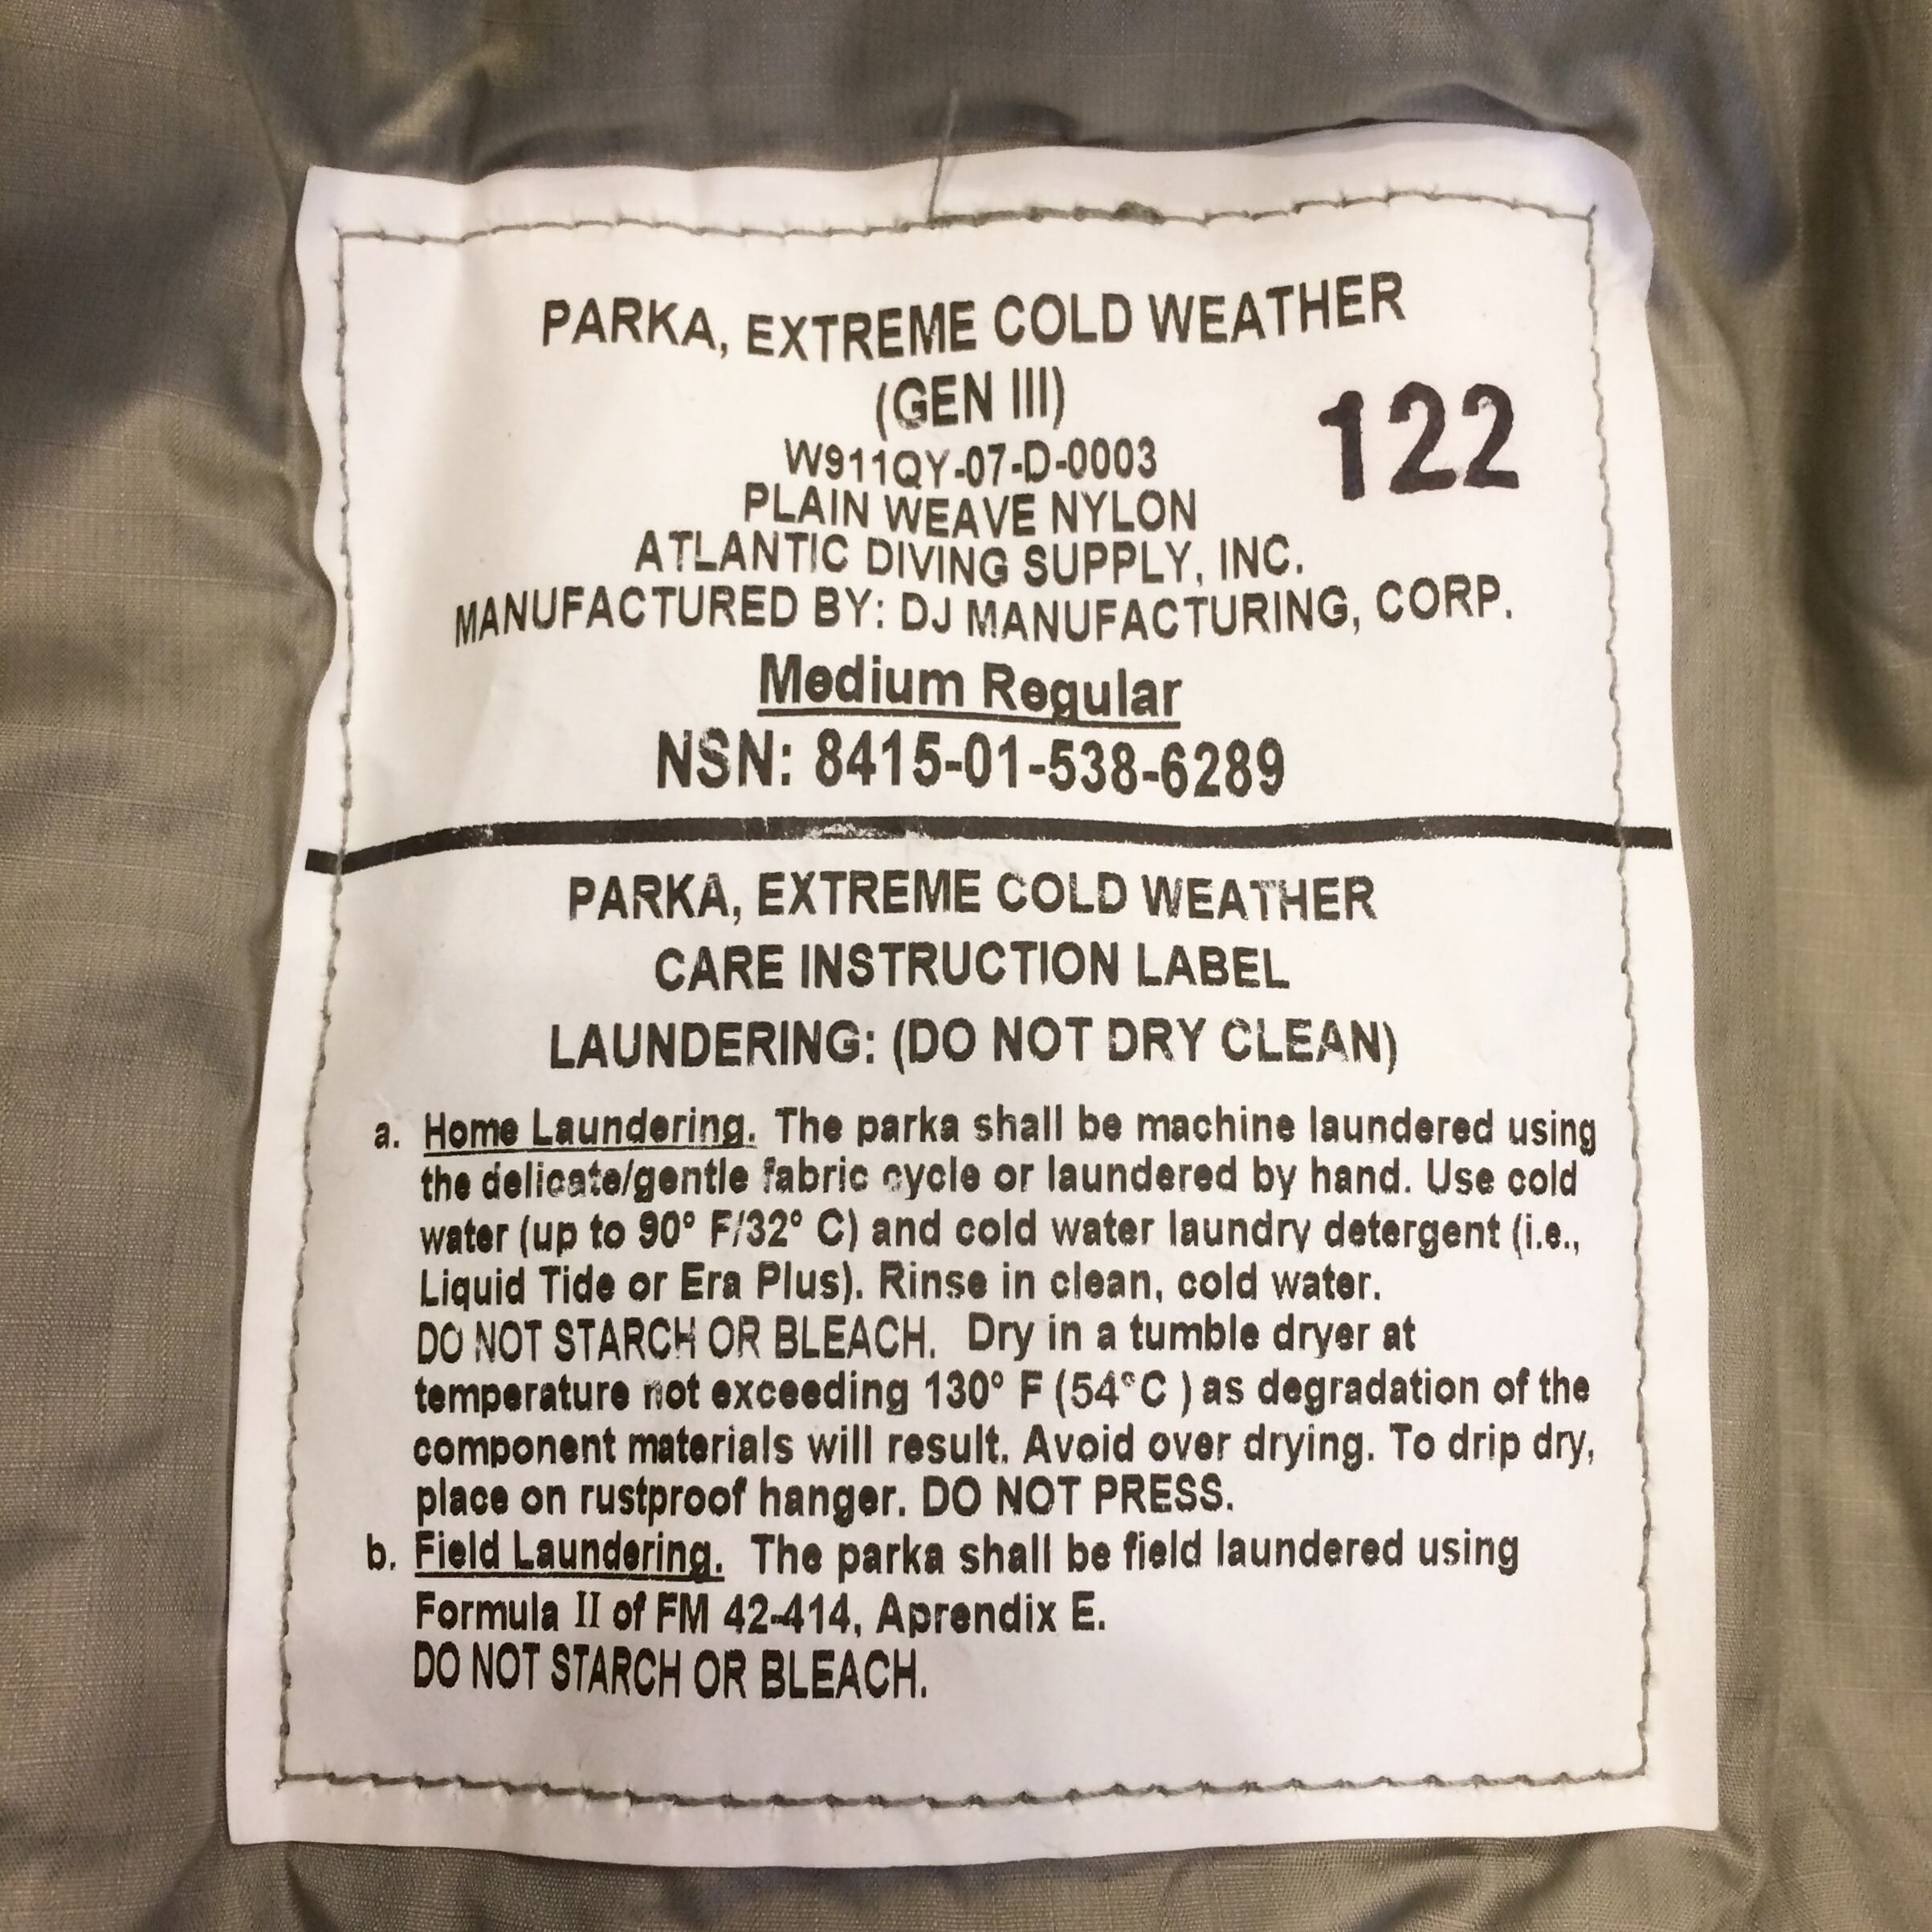 PARKA, EXTREME COLD WEATHER
(GEN III)
122
W911QY-07-D-0003
PLAIN WEAVE NYLON
ATLANTIC DIVING SUPPLY, INC.
MANUFACTURED BY: DJ MANUFACTURING, CORP.
Medium Regular
NSN: 8415-01-538-6289
PARKA, EXTREME COLD WEATHER
CARE INSTRUCTION LABEL
LAUNDERING: (DO NOT DRY CLEAN)
a. Home Laundering. The parka shall be machine laundered using
the delicate/gentle fabric cycle or laundered by hand. Use cold
water (up to 90° F/32° C) and cold water laundry detergent (i.e.,
Liquid Tide or Era Plus). Rinse in clean, cold water.
DO NOT STARCH OR BLEACH. Dry in a tumble dryer at
temperature not exceeding 130° F (54°C ) as degradation of the
component materials will result. Avoid over drying. To drip dry,
place on rustproof hanger. DO NOT PRESS.
b. Field Laundering. The parka shall be field laundered using
Formula II of FM 42-414, Aprendix E.
DO NOT STARCH OR BLEACH.